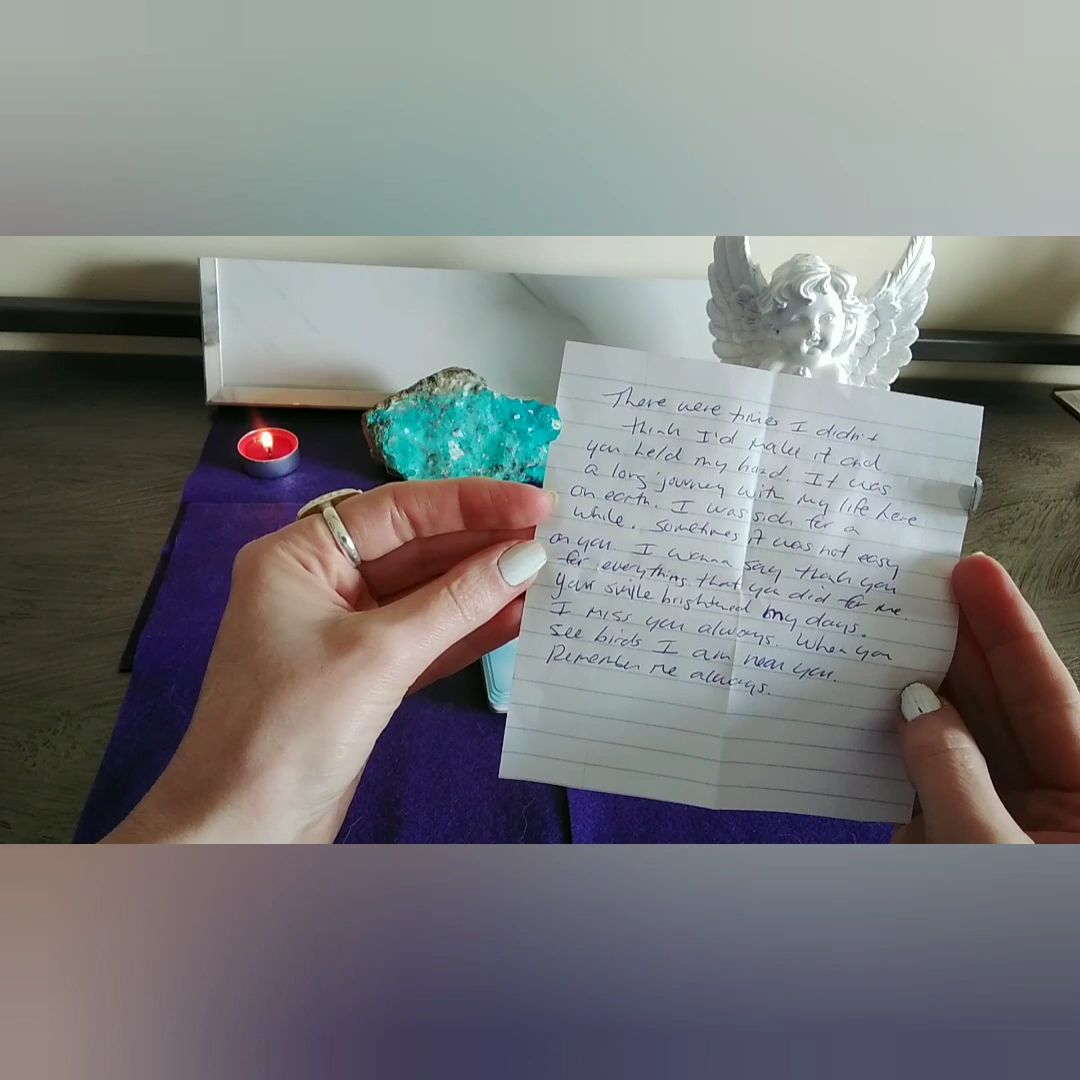 There were times I didn't
think I'd make it and
you held my hand. It was
a long journey with my life here
on earth. I was sick for a
while. Sometimes it was not easy
on you. I wanna say thank you
for everything that you did for me.
Your smile brightened my days.
I miss you always. When you
see birds I am near you.
Remember me always.